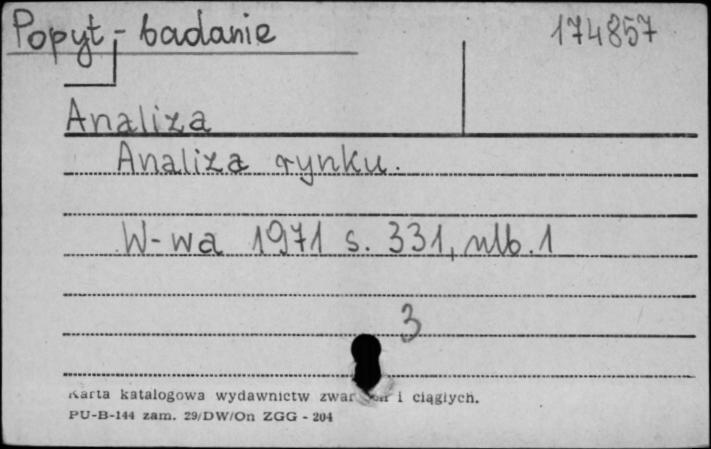 Popyt - badanie 174857
Analiza
Analiza rynku.
W-wa 1971 s. 331, nlb. 1
3
Karta katalogowa wydawnictw i ciągłych.
PU-B-144 zam. 29/DW/On ZGG - 204